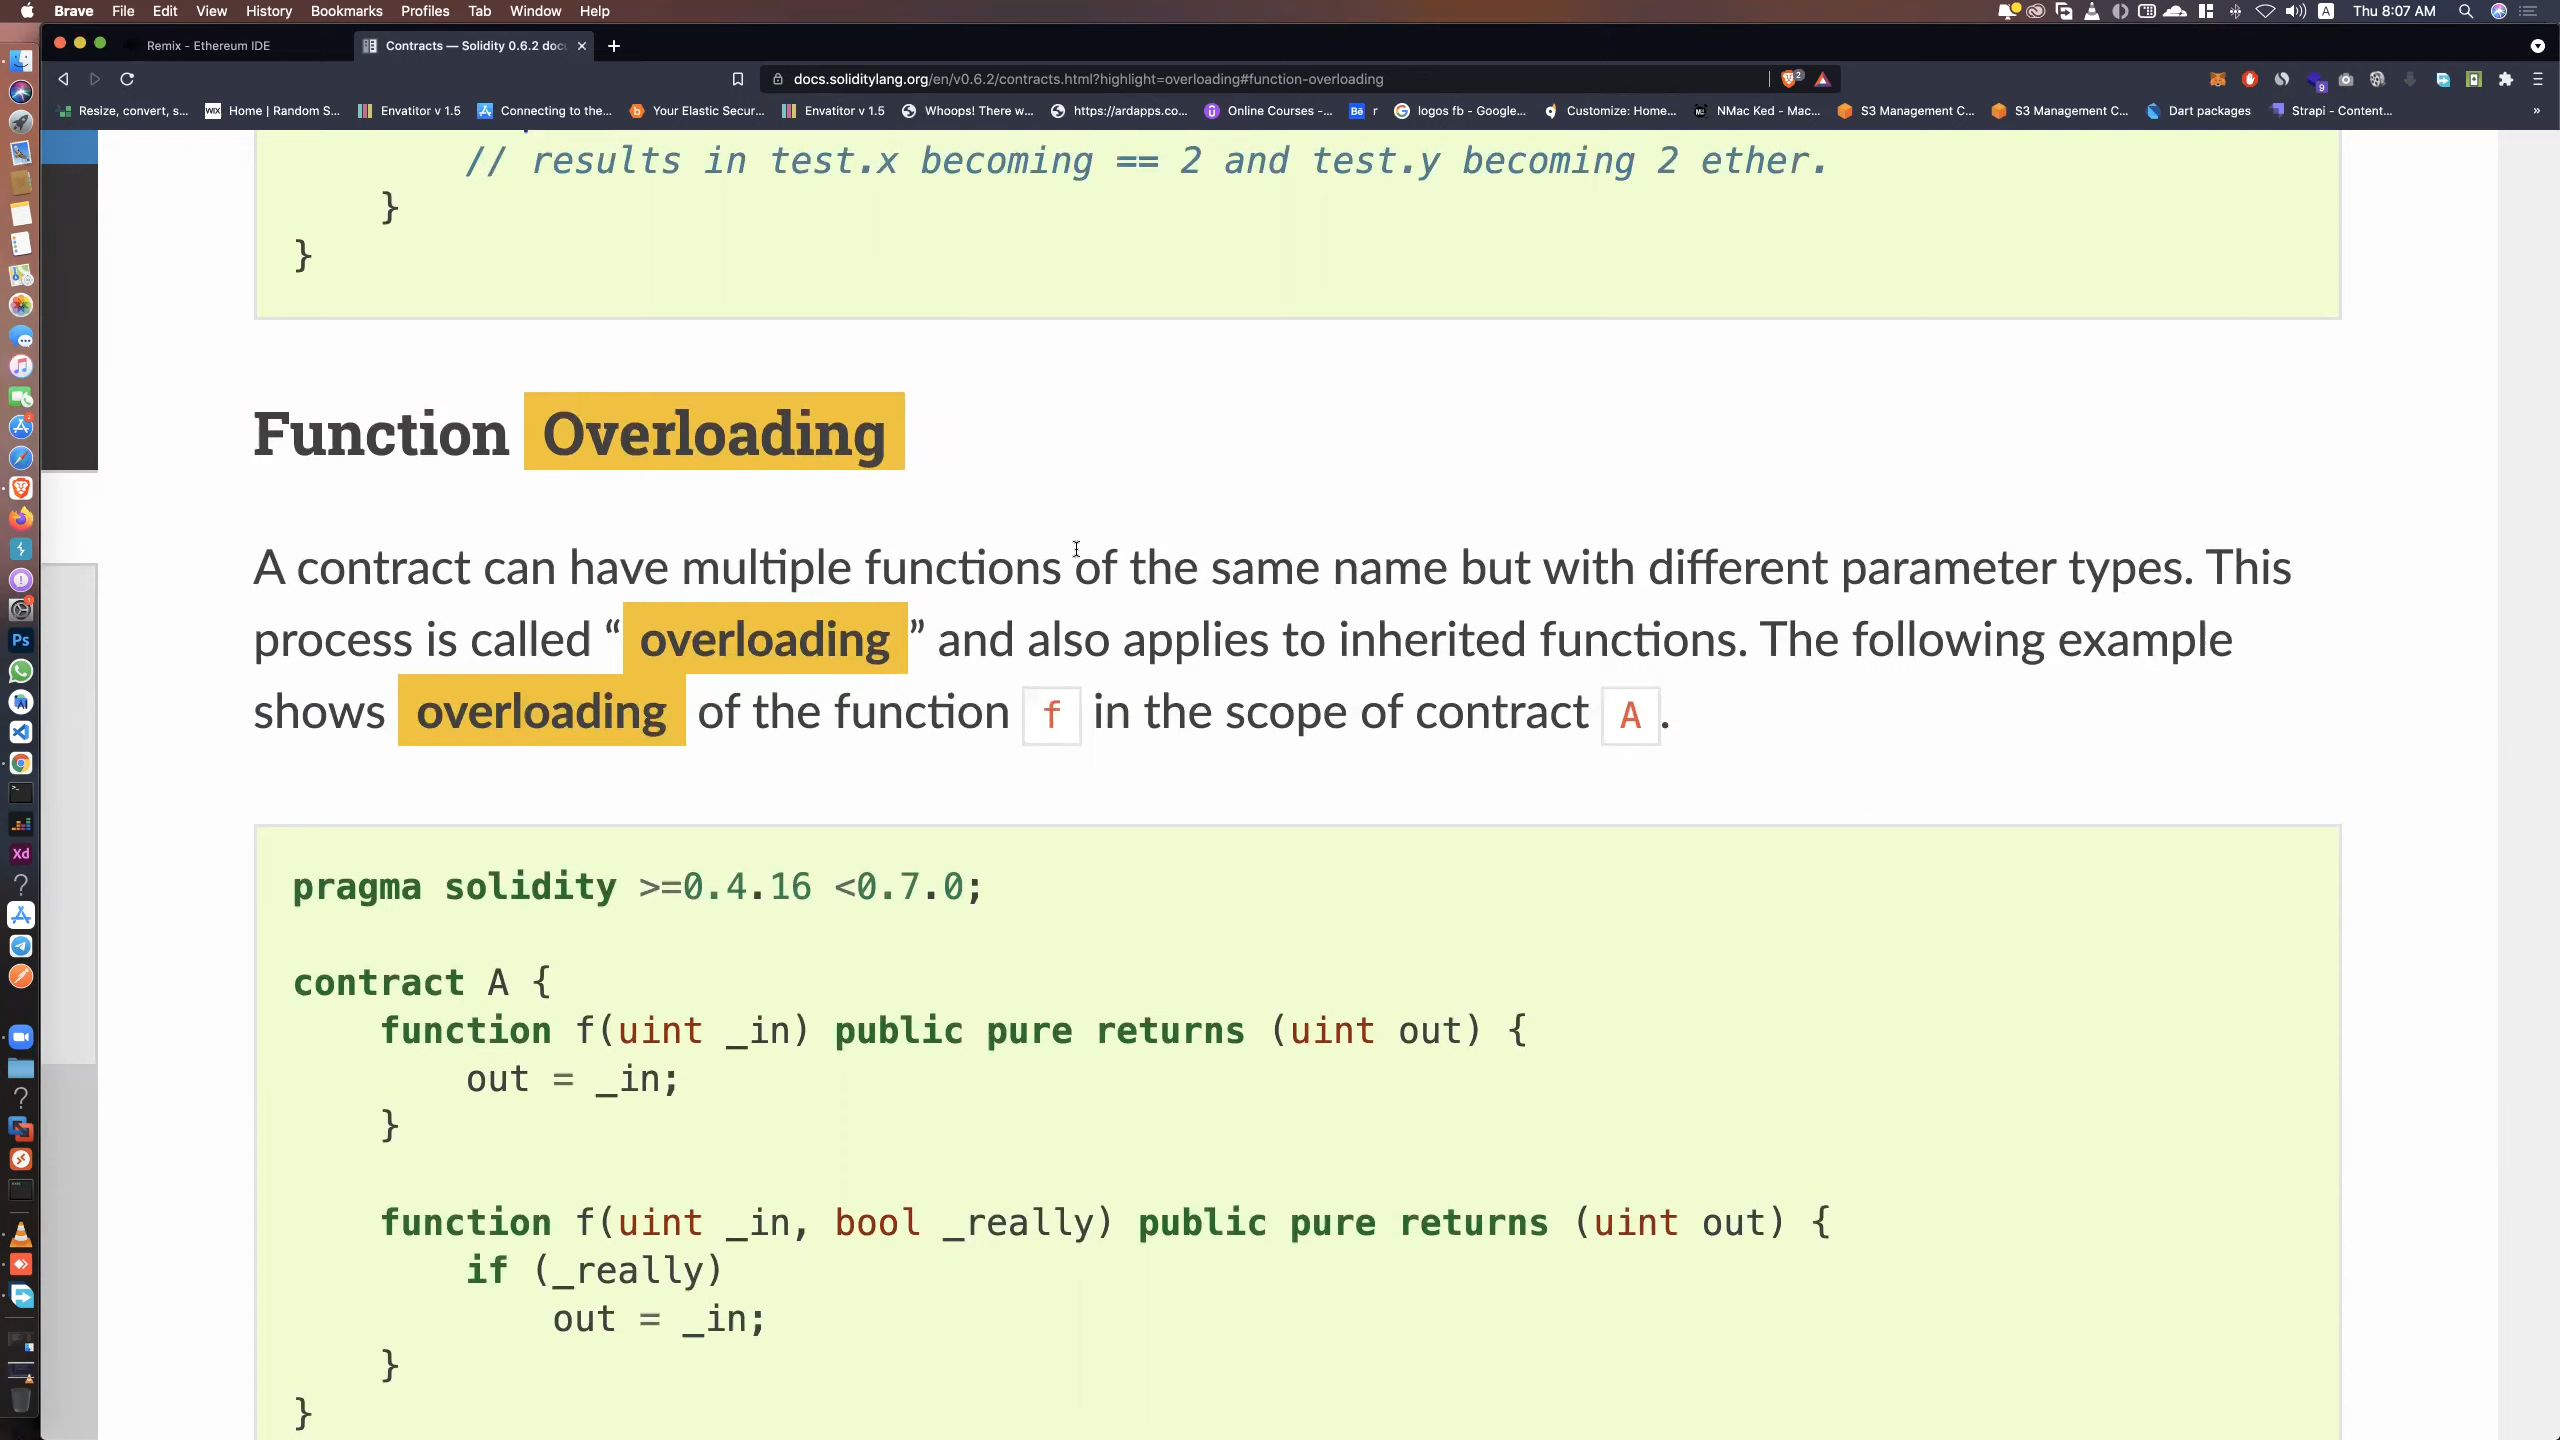 Brave File Edit View History Bookmarks Profiles Tab Window Help
A Thu 8:07 AM
Remix - Ethereum IDE
Contracts — Solidity 0.6.2 docu
docs.soliditylang.org/en/v0.6.2/contracts.html?highlight=overloading#function-overloading
2
9
Resize, convert, s... WIX Home | Random S... Envatitor v 1.5 Connecting to the... Your Elastic Secur... Envatitor v 1.5 Whoops! There w... https://ardapps.co... Online Courses -... Bē r logos fb - Google... Customize: Home... NMac Ked - Mac... S3 Management C... S3 Management C... Dart packages Strapi - Content... »
// results in test.x becoming == 2 and test.y becoming 2 ether.
}
}
Function Overloading
A contract can have multiple functions of the same name but with different parameter types. This
process is called “ overloading ” and also applies to inherited functions. The following example
shows overloading of the function f in the scope of contract A .
pragma solidity >=0.4.16 <0.7.0;
contract A {
function f(uint _in) public pure returns (uint out) {
out = _in;
}
function f(uint _in, bool _really) public pure returns (uint out) {
if (_really)
out = _in;
}
}
Ps
Xd